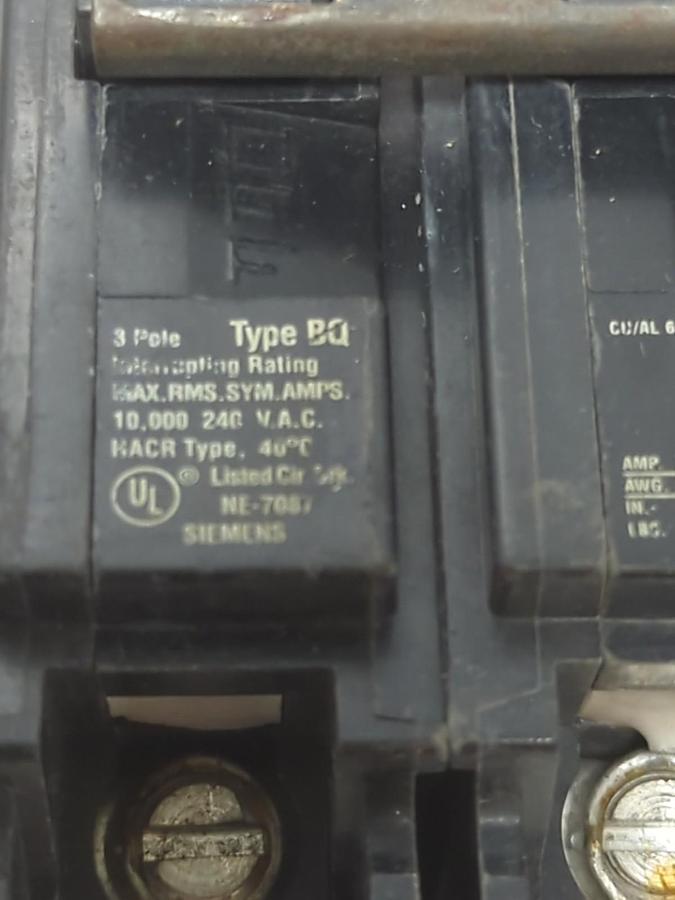 3 Pole Type BQ
Interrupting Rating
MAX.RMS.SYM.AMPS.
10,000 240 V.A.C.
HACR Type, 40°C
UL ® Listed Cir.
NE-7087
SIEMENS
CU/AL 6
AMP.
AWG.
IN.-
LBS.